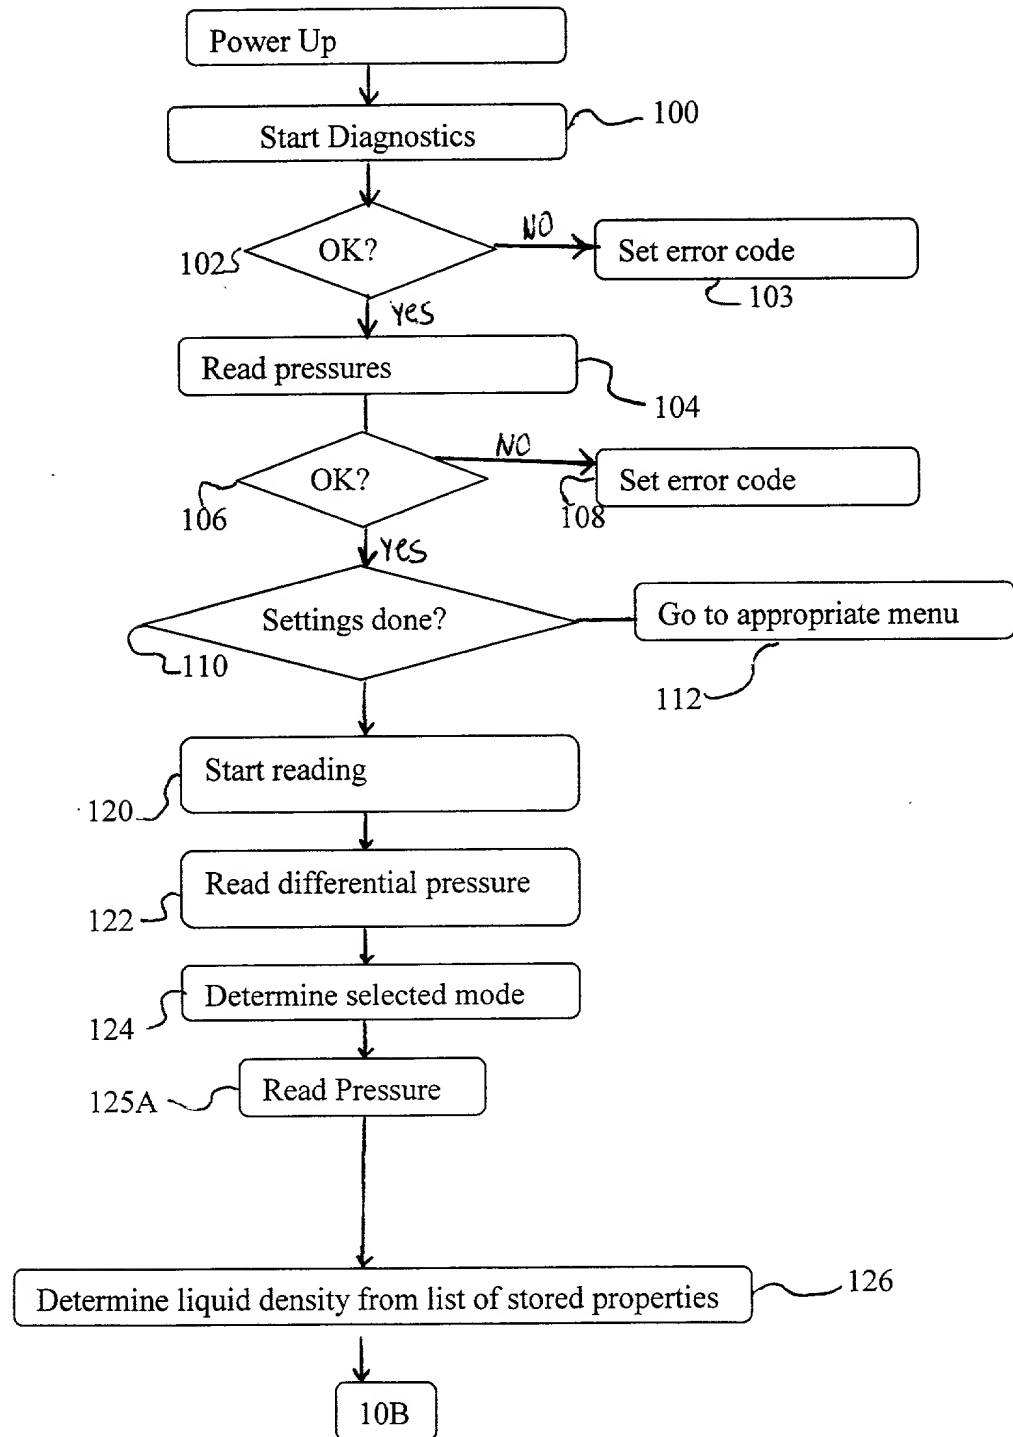 Power Up
Start Diagnostics
100
OK?
102
NO
Set error code
103
Yes
Read pressures
104
OK?
106
NO
Set error code
108
Yes
Settings done?
110
Go to appropriate menu
112
Start reading
120
Read differential pressure
122
Determine selected mode
124
Read Pressure
125A
Determine liquid density from list of stored properties
126
10B